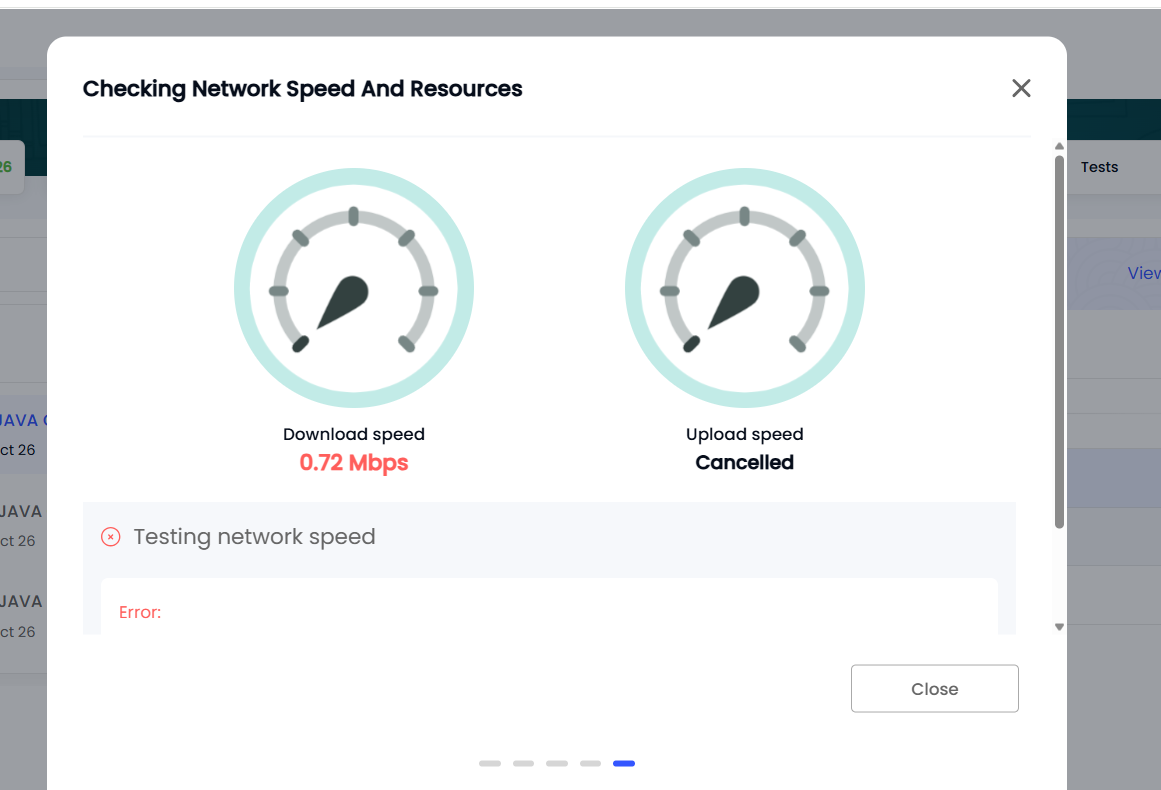 Checking Network Speed And Resources
26
Tests
View
Download speed
0.72 Mbps
Upload speed
Cancelled
JAVA
ct 26
Testing network speed
JAVA
ct 26
Error:
JAVA
ct 26
Close